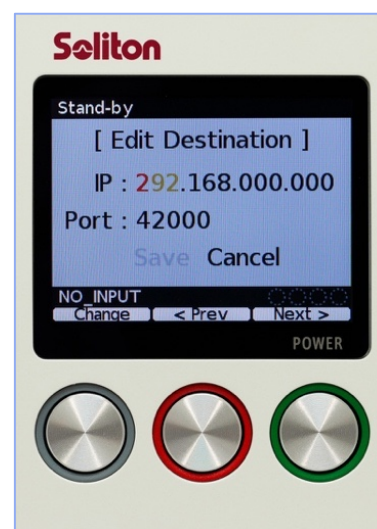 Soliton
Stand-by
[ Edit Destination ]
IP : 292.168.000.000
Port : 42000
Save Cancel
NO_INPUT
Change < Prev Next >
POWER